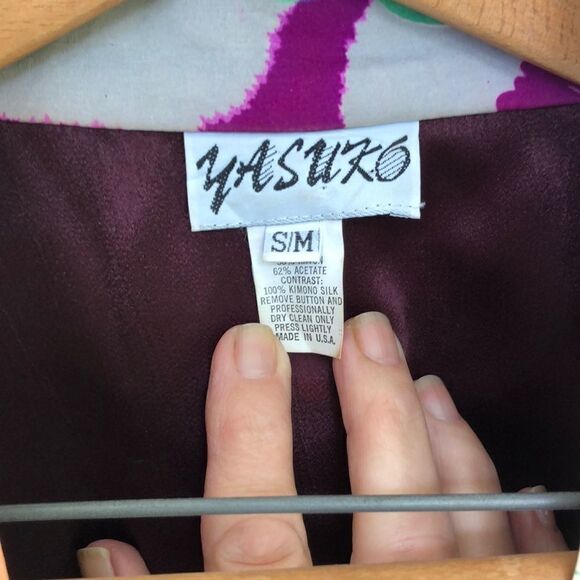 YASUKO
S/M
62% ACETATE
CONTRAST:
100% KIMONO SILK
REMOVE BUTTON AND
PROFESSIONALLY
DRY CLEAN ONLY
PRESS LIGHTLY
MADE IN U.S.A.